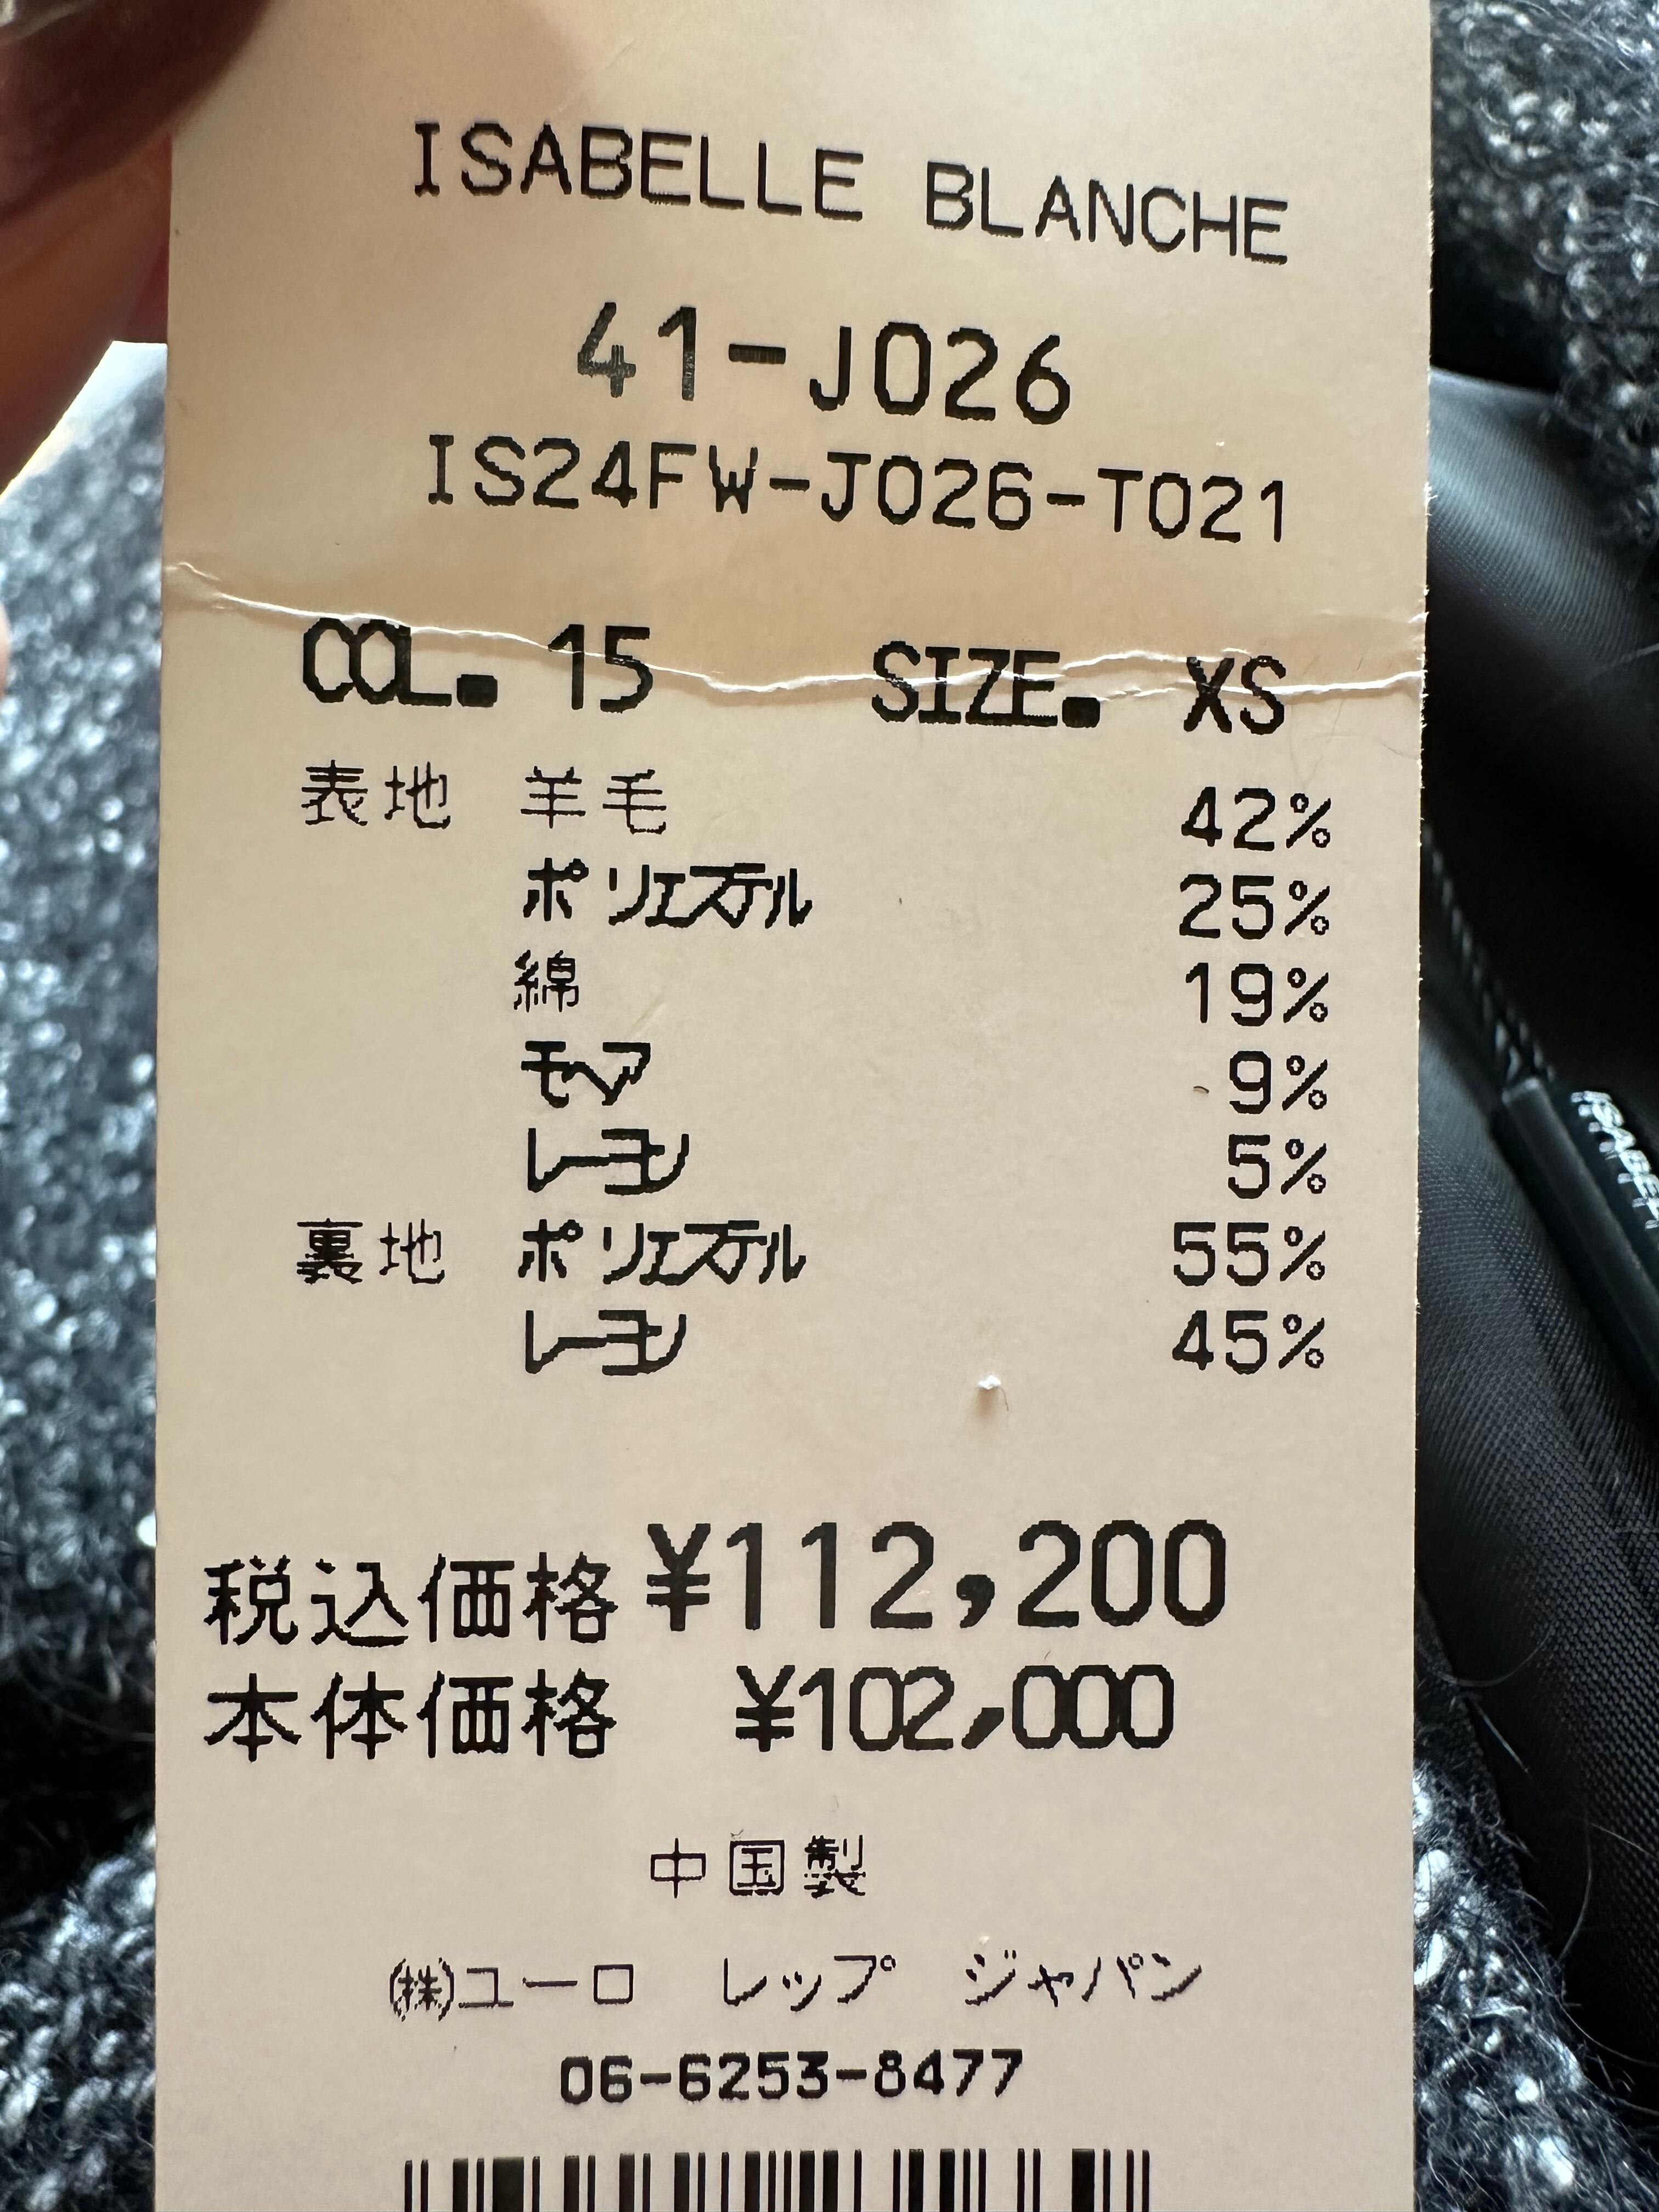 ISABELLE BLANCHE
41-J026
IS24FW-J026-T021
COL. 15 SIZE. XS
表地 羊毛 42%
ポリエステル 25%
綿 19%
モヘア 9%
レーヨン 5%
裏地 ポリエステル 55%
レーヨン 45%
税込価格 ¥112,200
本体価格 ¥102,000
中国製
㈱ユーロ レップ ジャパン
06-6253-8477